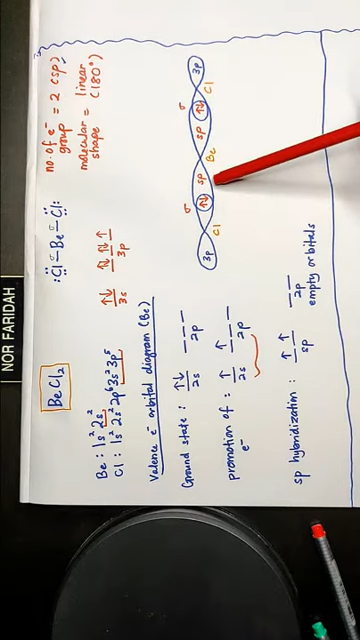 NOR FARIDAH
BeCl₂
:Cl–Be–Cl:
σ σ
no. of e⁻ group = 2 (sp)
molecular shape = linear (180°)
Be : 1s² 2s²
Cl : 1s² 2s² 2p⁶ 3s² 3p⁵
3s 3p
Valence e⁻ orbital diagram (Be)
Ground state : 2s 2p
promotion of e⁻ : 2s 2p
sp hybridization : sp 2p
empty orbitals
σ σ
3p sp sp 3p
Cl Be Cl